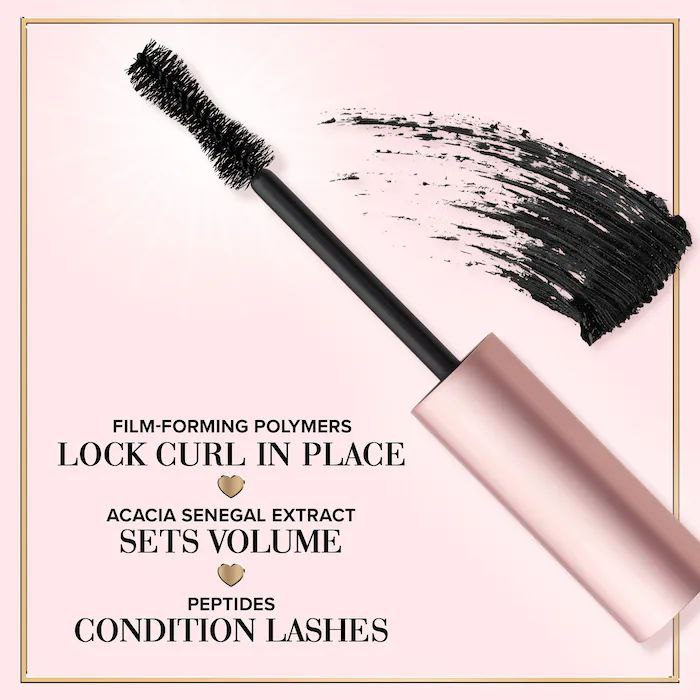 FILM-FORMING POLYMERS
LOCK CURL IN PLACE
ACACIA SENEGAL EXTRACT
SETS VOLUME
PEPTIDES
CONDITION LASHES